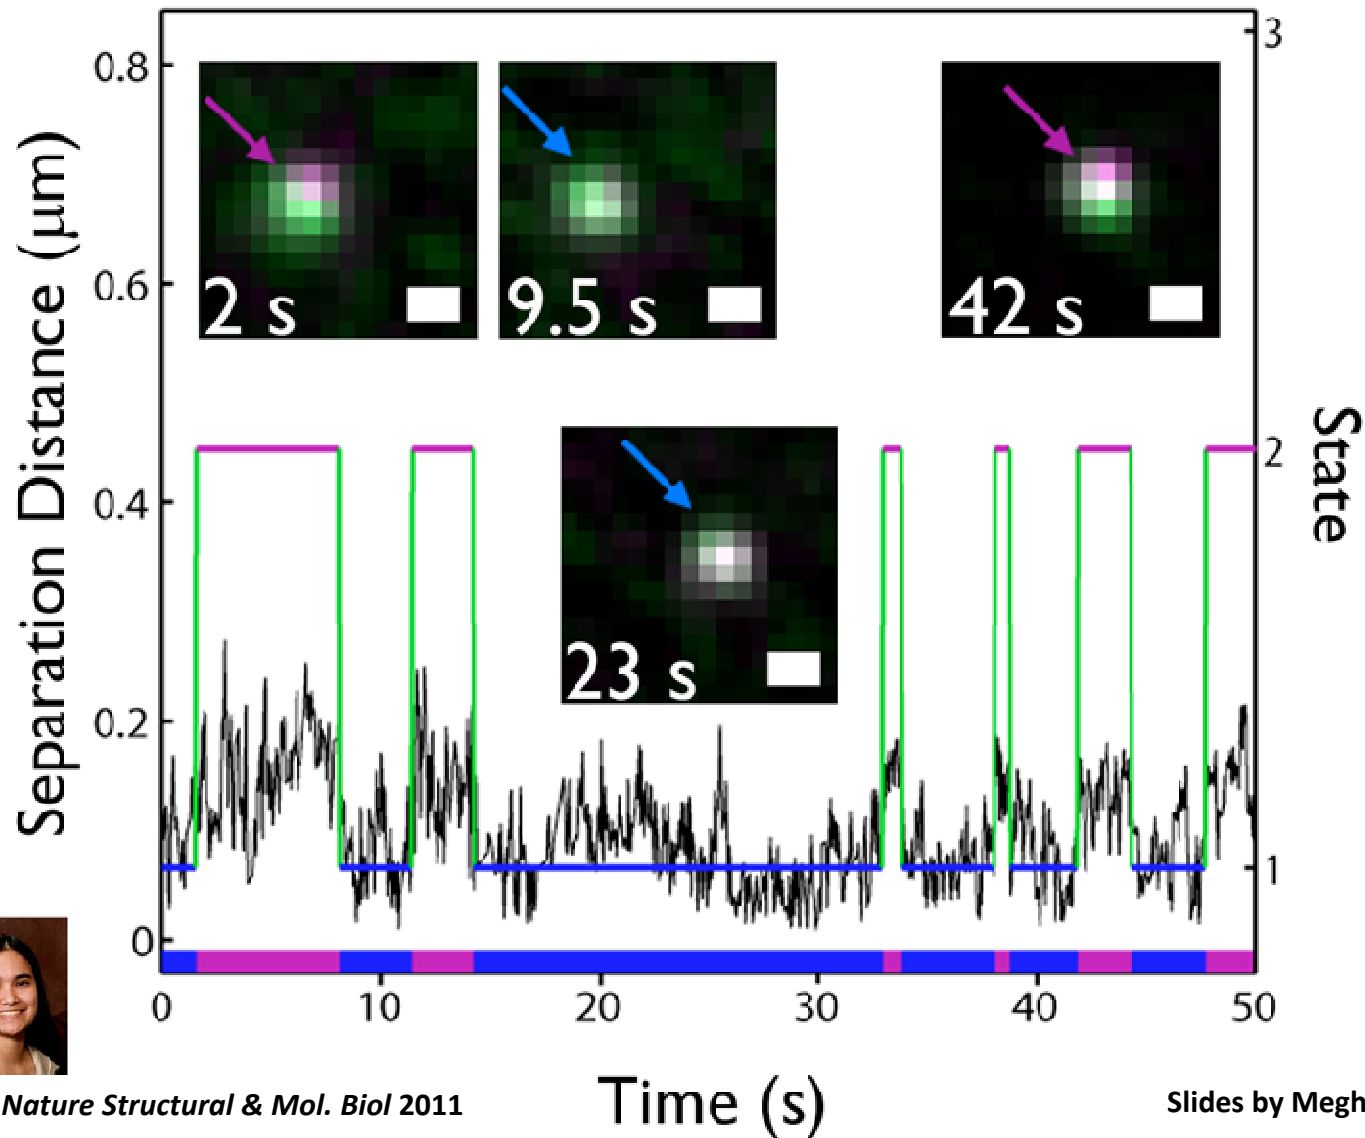 Separation Distance (μm)
0.8
0.6
0.4
0.2
0
3
2
1
State
2 s
9.5 s
42 s
23 s
0 10 20 30 40 50
Time (s)
Nature Structural & Mol. Biol 2011
Slides by Megh